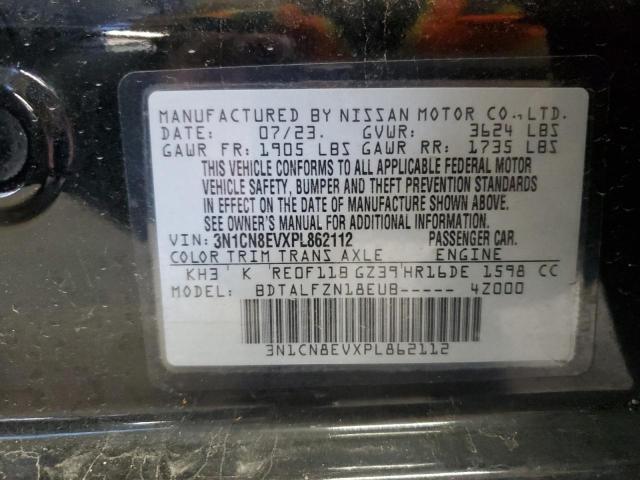 MANUFACTURED BY NISSAN MOTOR CO.,LTD.
DATE: 07/23. GVWR: 3624 LBS
GAWR FR: 1905 LBS GAWR RR: 1735 LBS
THIS VEHICLE CONFORMS TO ALL APPLICABLE FEDERAL MOTOR
VEHICLE SAFETY, BUMPER AND THEFT PREVENTION STANDARDS
IN EFFECT ON THE DATE OF MANUFACTURE SHOWN ABOVE.
SEE OWNER'S MANUAL FOR ADDITIONAL INFORMATION.
VIN: 3N1CN8EVXPL862112 PASSENGER CAR.
COLOR TRIM TRANS AXLE ENGINE
KH3 ' K 'RE0F11B GZ39'HR16DE 1598 CC
MODEL: BDTALFZN18EUB----- 4Z000
3N1CN8EVXPL862112